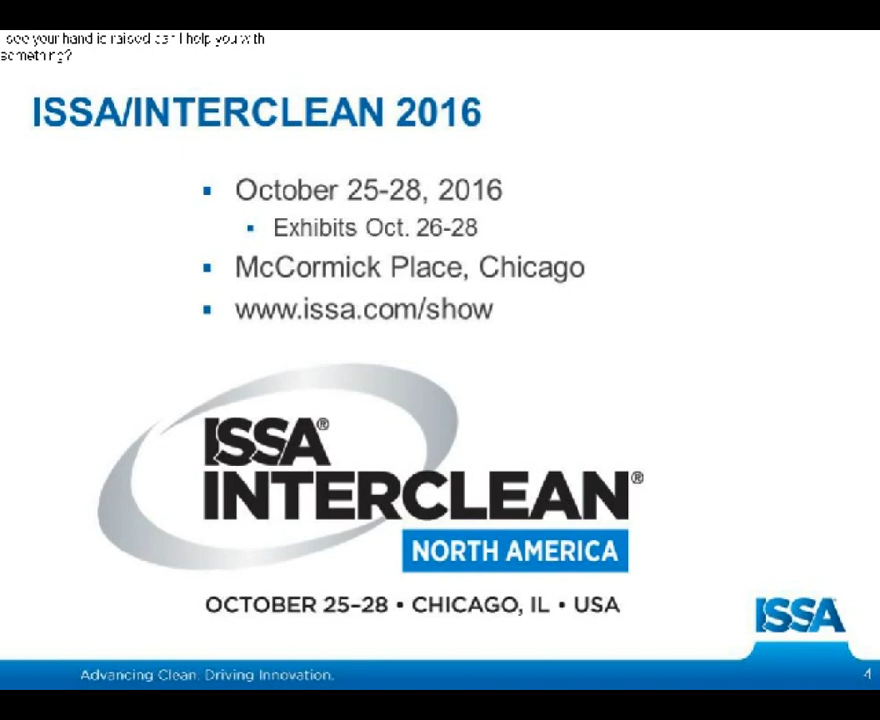 see your hand is raised can I help you with
something?
ISSA/INTERCLEAN 2016
▪ October 25-28, 2016
▪ Exhibits Oct. 26-28
▪ McCormick Place, Chicago
▪ www.issa.com/show
ISSA®
INTERCLEAN®
NORTH AMERICA
OCTOBER 25–28 • CHICAGO, IL • USA
ISSA
Advancing Clean. Driving Innovation.
4